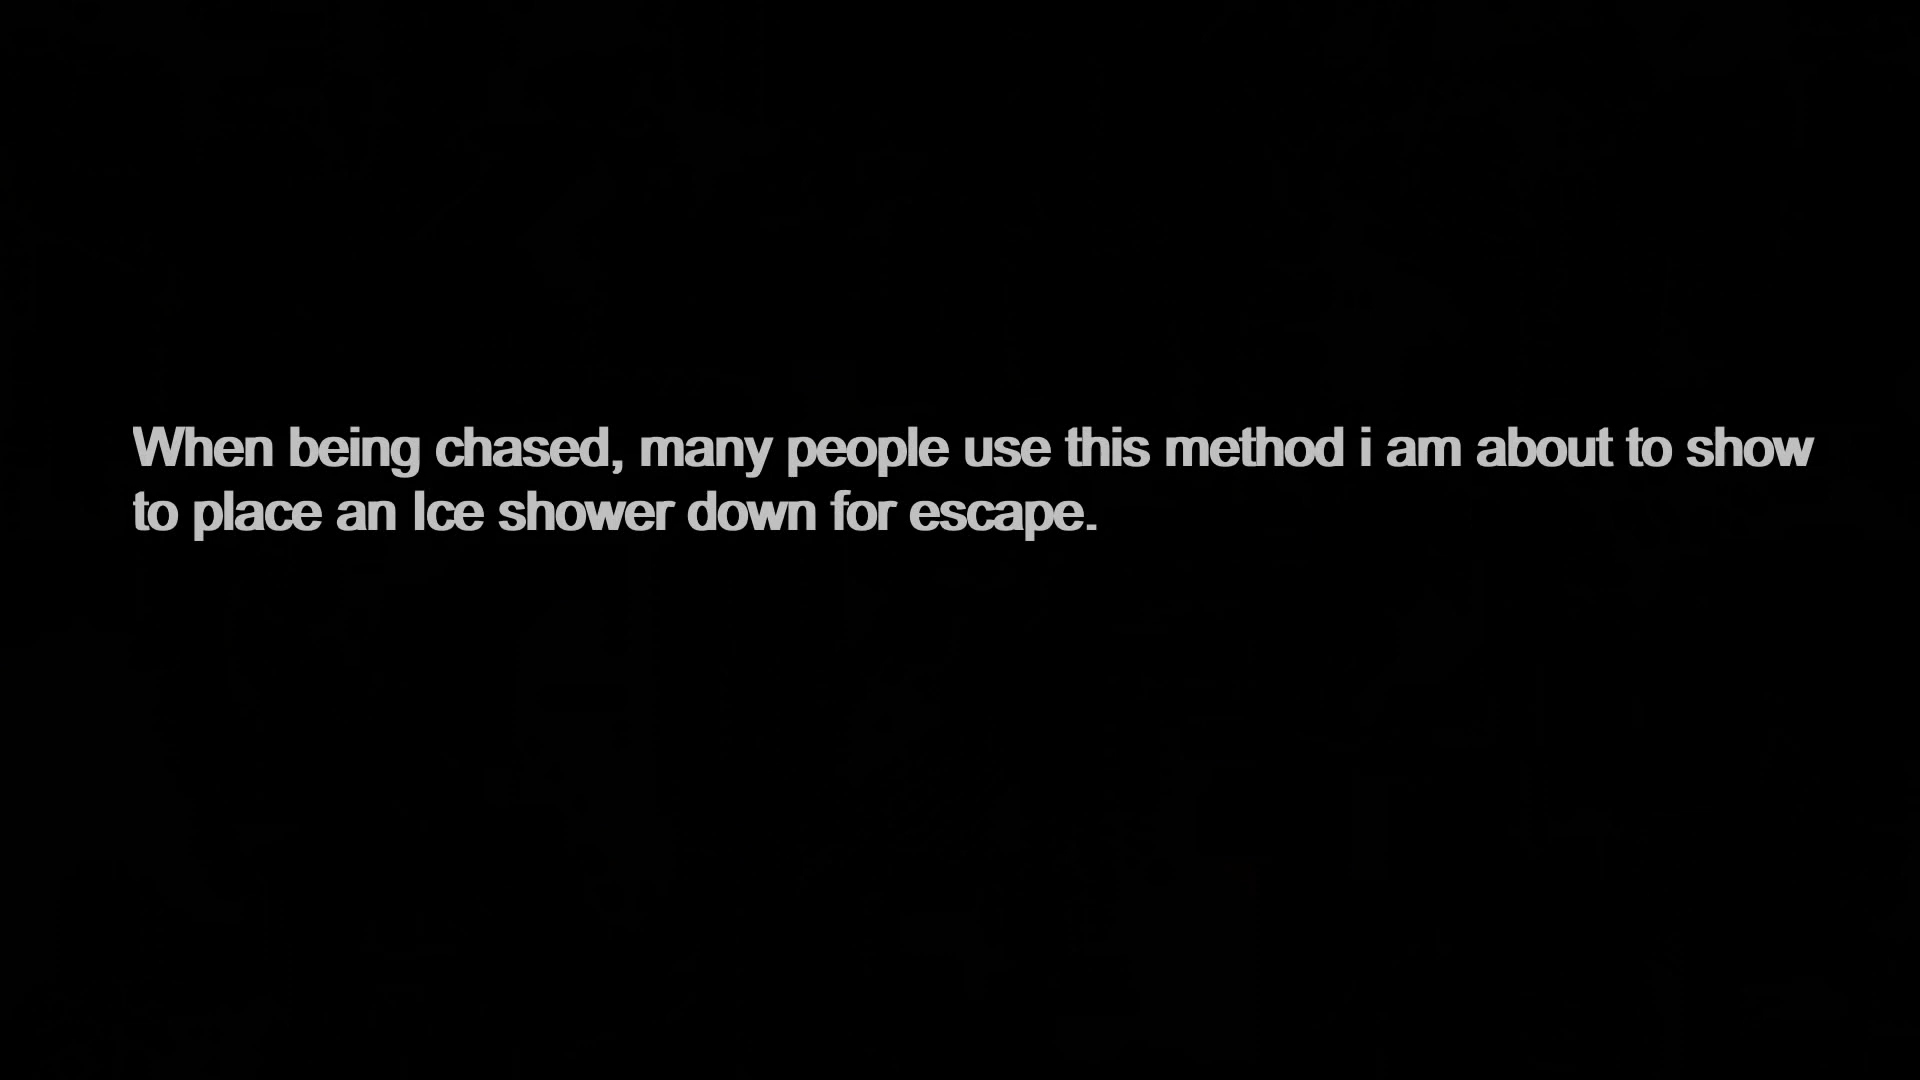 When being chased, many people use this method i am about to show
to place an Ice shower down for escape.